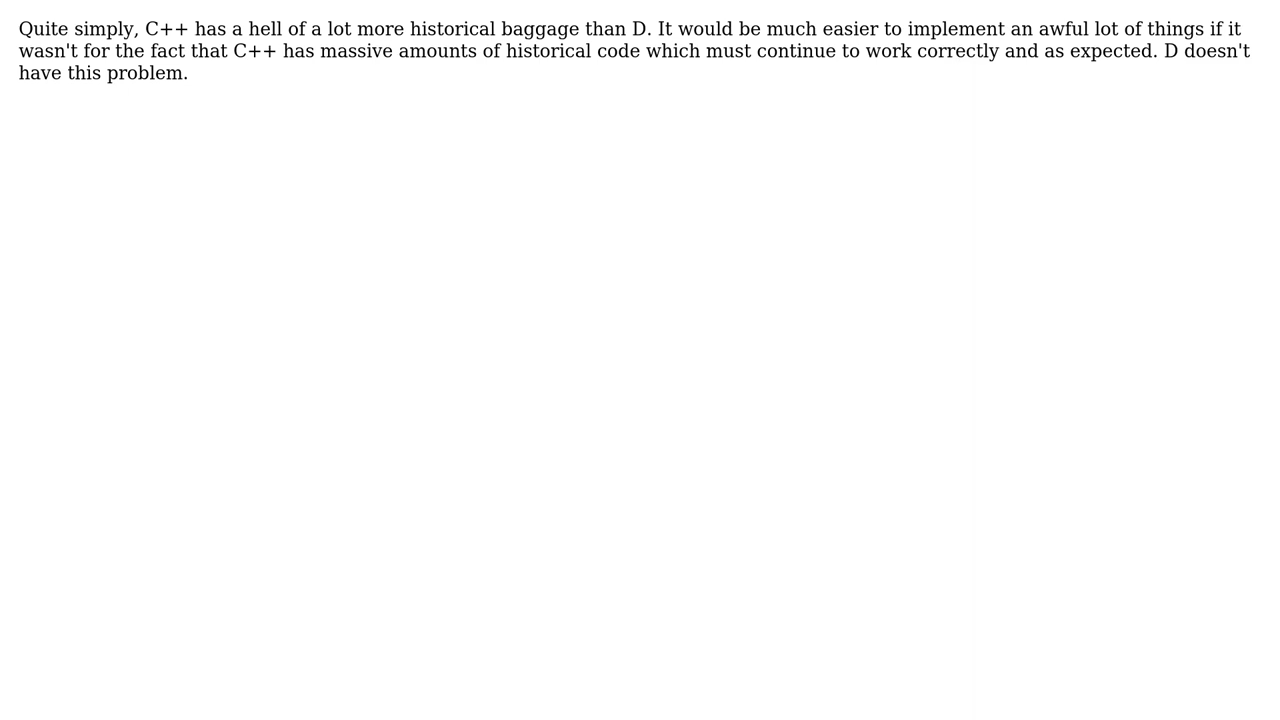 Quite simply, C++ has a hell of a lot more historical baggage than D. It would be much easier to implement an awful lot of things if it
wasn't for the fact that C++ has massive amounts of historical code which must continue to work correctly and as expected. D doesn't
have this problem.